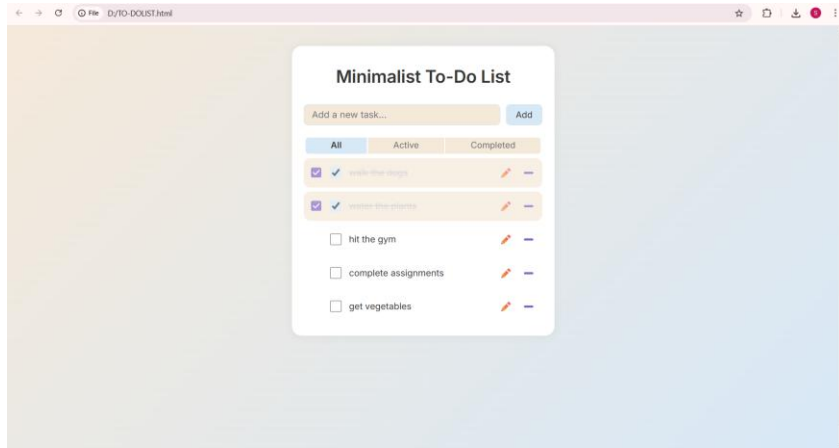 File D:/TO-DOLIST.html
S
Minimalist To-Do List
Add a new task... Add
All Active Completed
walk the dogs
water the plants
hit the gym
complete assignments
get vegetables